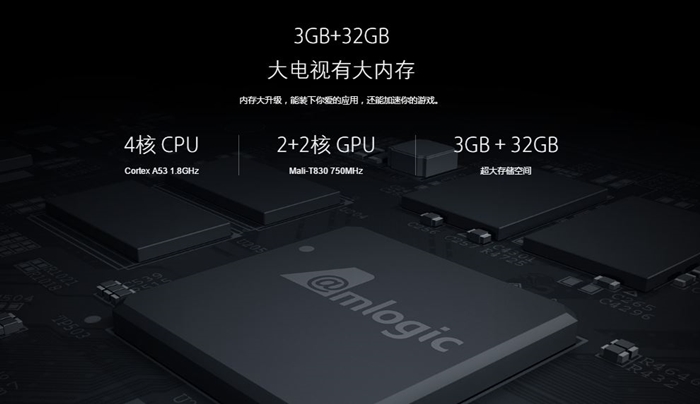 3GB+32GB
大电视有大内存
内存大升级，能装下你爱的应用，还能加速你的游戏。
4核 CPU
Cortex A53 1.8GHz
2+2核 GPU
Mali-T830 750MHz
3GB + 32GB
超大存储空间
@mlogic